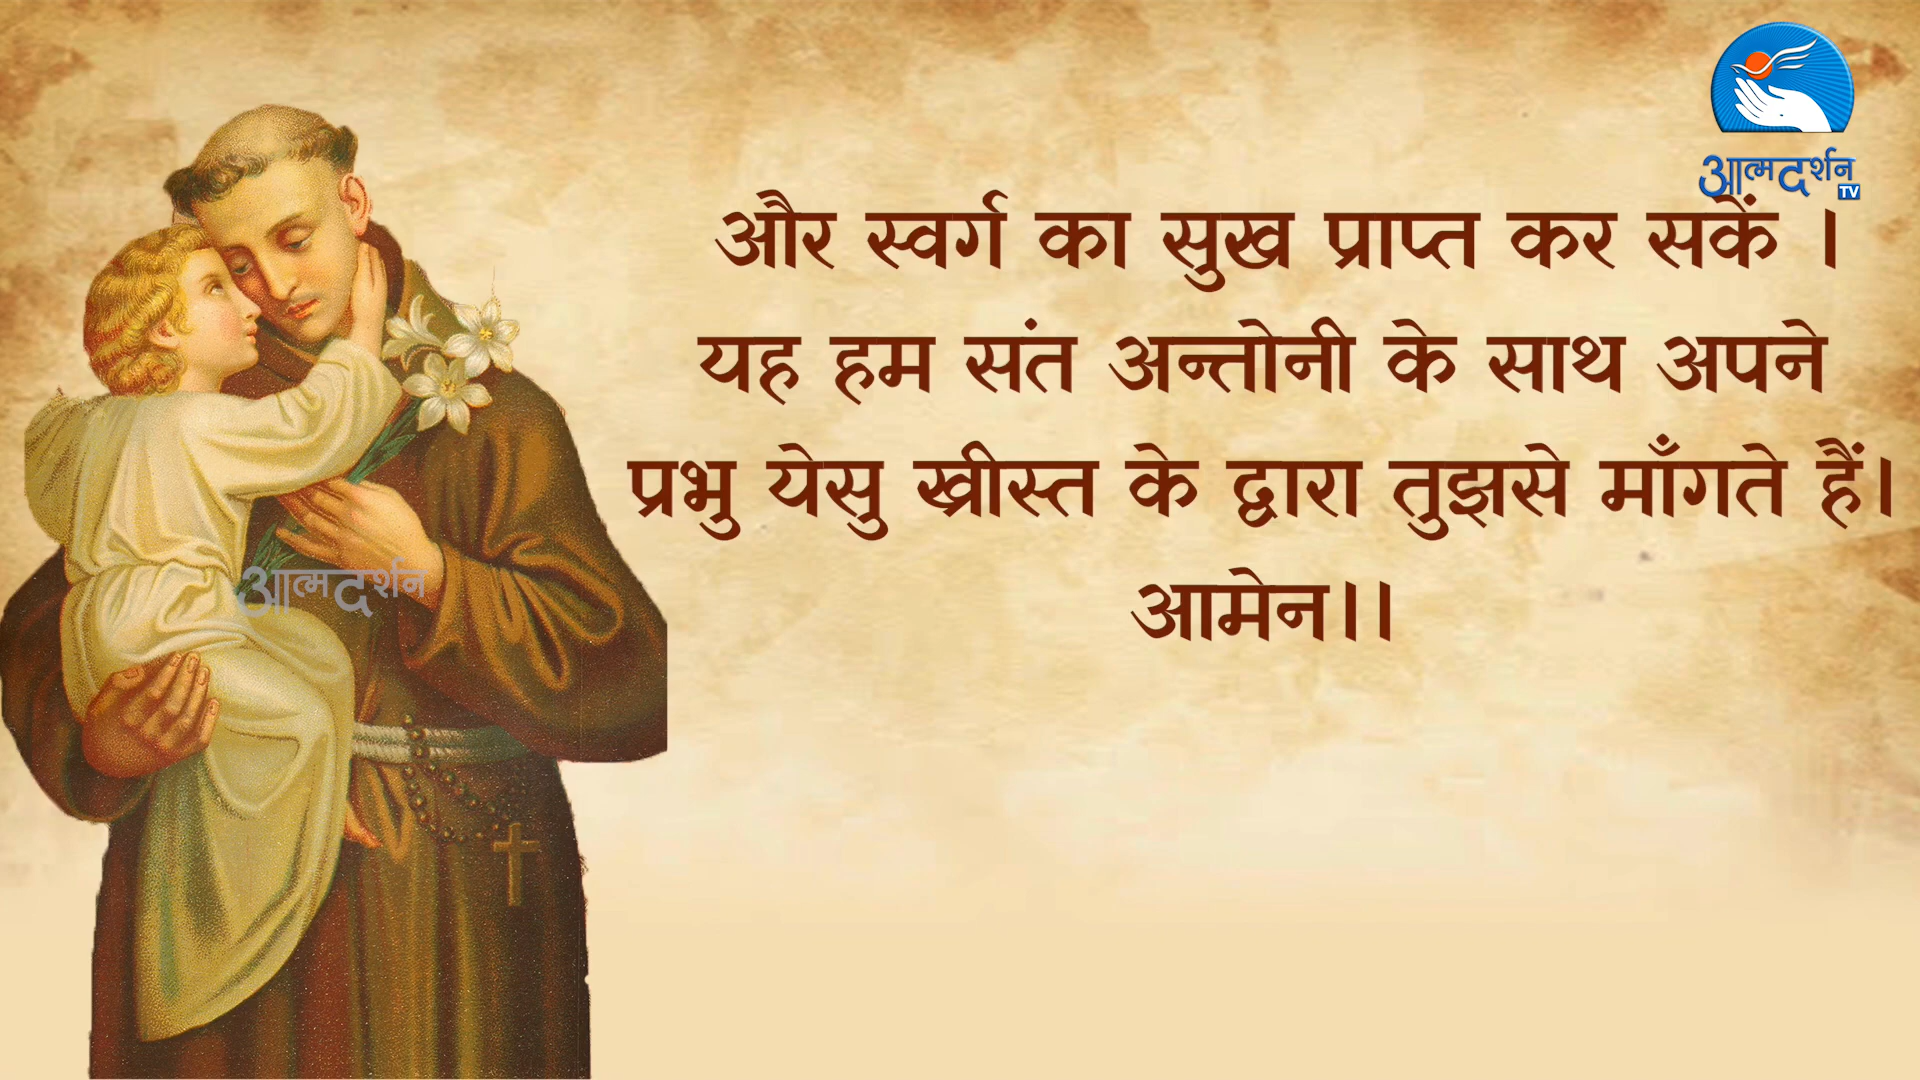 आत्मदर्शन
TV
और स्वर्ग का सुख प्राप्त कर सकें ।
यह हम संत अन्तोनी के साथ अपने
प्रभु येसु ख्रीस्त के द्वारा तुझसे माँगते हैं।
आमेन।।
आत्मदर्शन